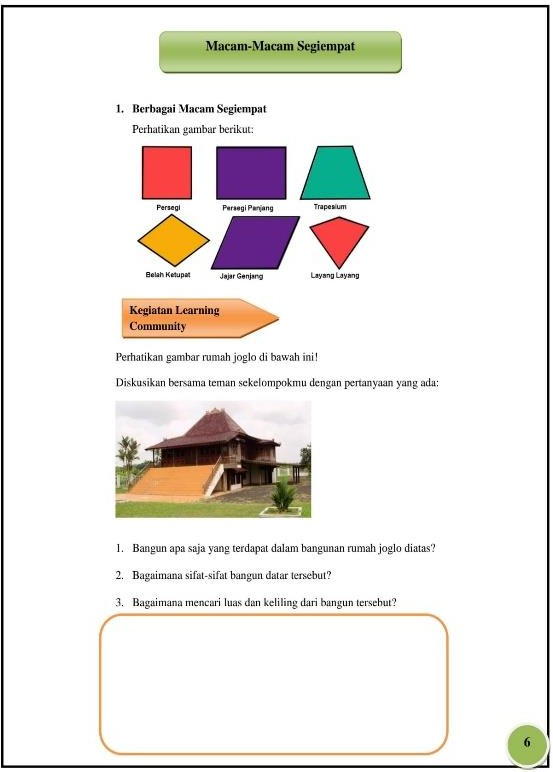 Macam-Macam Segiempat
1. Berbagai Macam Segiempat
Perhatikan gambar berikut:
Persegi
Persegi Panjang
Trapesium
Belah Ketupat
Jajar Genjang
Layang Layang
Kegiatan Learning
Community
Perhatikan gambar rumah joglo di bawah ini!
Diskusikan bersama teman sekelompokmu dengan pertanyaan yang ada:
1. Bangun apa saja yang terdapat dalam bangunan rumah joglo diatas?
2. Bagaimana sifat-sifat bangun datar tersebut?
3. Bagaimana mencari luas dan keliling dari bangun tersebut?
6